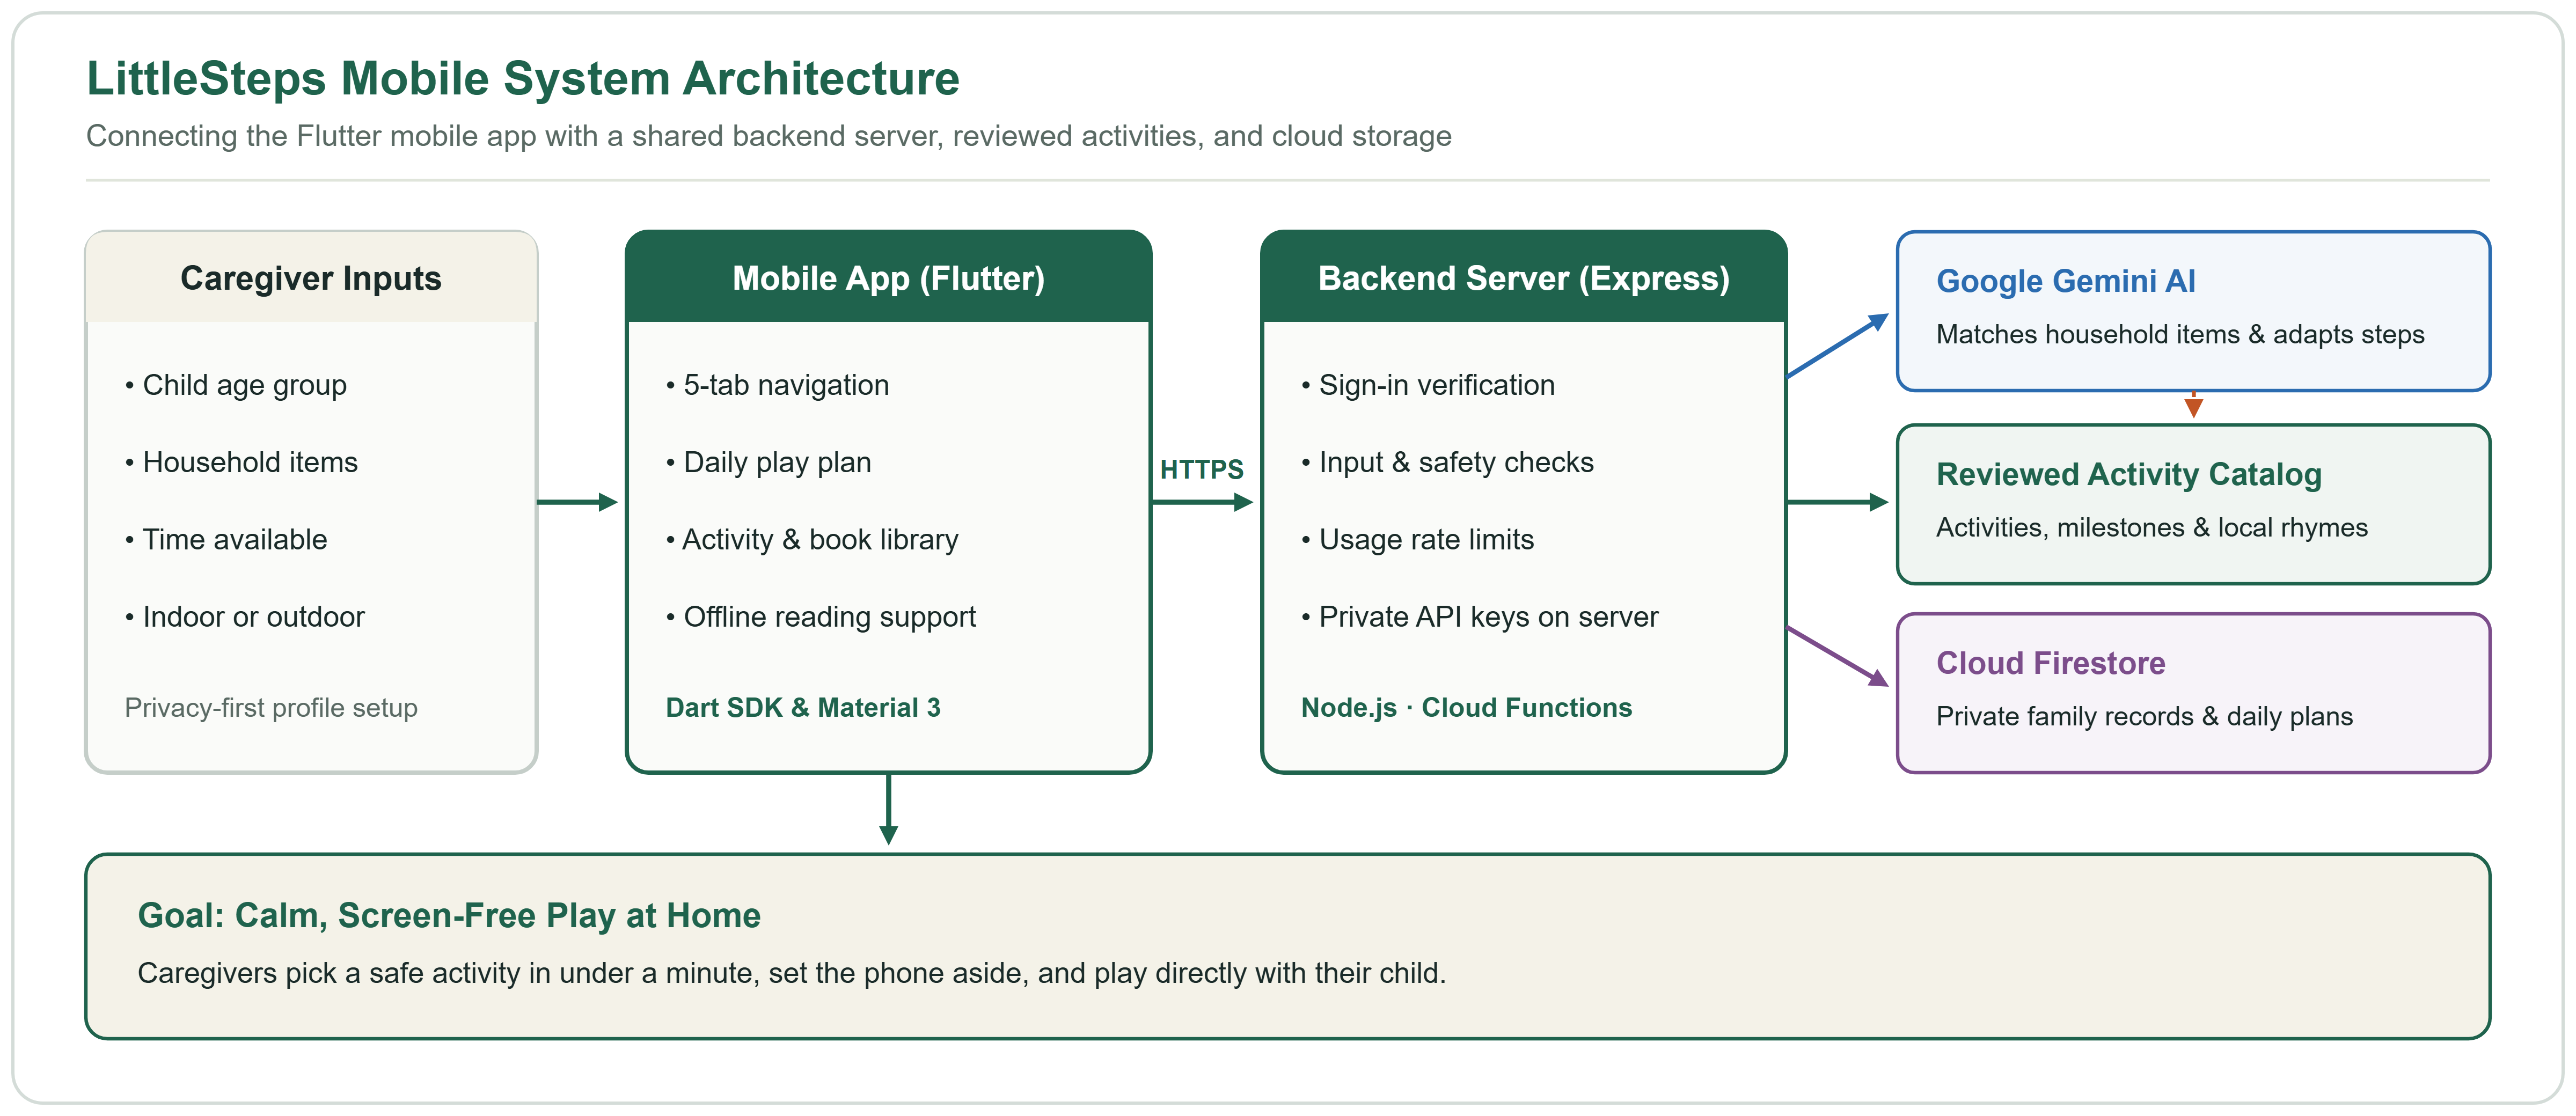 LittleSteps Mobile System Architecture
Connecting the Flutter mobile app with a shared backend server, reviewed activities, and cloud storage
Caregiver Inputs
• Child age group
• Household items
• Time available
• Indoor or outdoor
Privacy-first profile setup
Mobile App (Flutter)
• 5-tab navigation
• Daily play plan
• Activity & book library
• Offline reading support
Dart SDK & Material 3
HTTPS
Backend Server (Express)
• Sign-in verification
• Input & safety checks
• Usage rate limits
• Private API keys on server
Node.js · Cloud Functions
Google Gemini AI
Matches household items & adapts steps
Reviewed Activity Catalog
Activities, milestones & local rhymes
Cloud Firestore
Private family records & daily plans
Goal: Calm, Screen-Free Play at Home
Caregivers pick a safe activity in under a minute, set the phone aside, and play directly with their child.